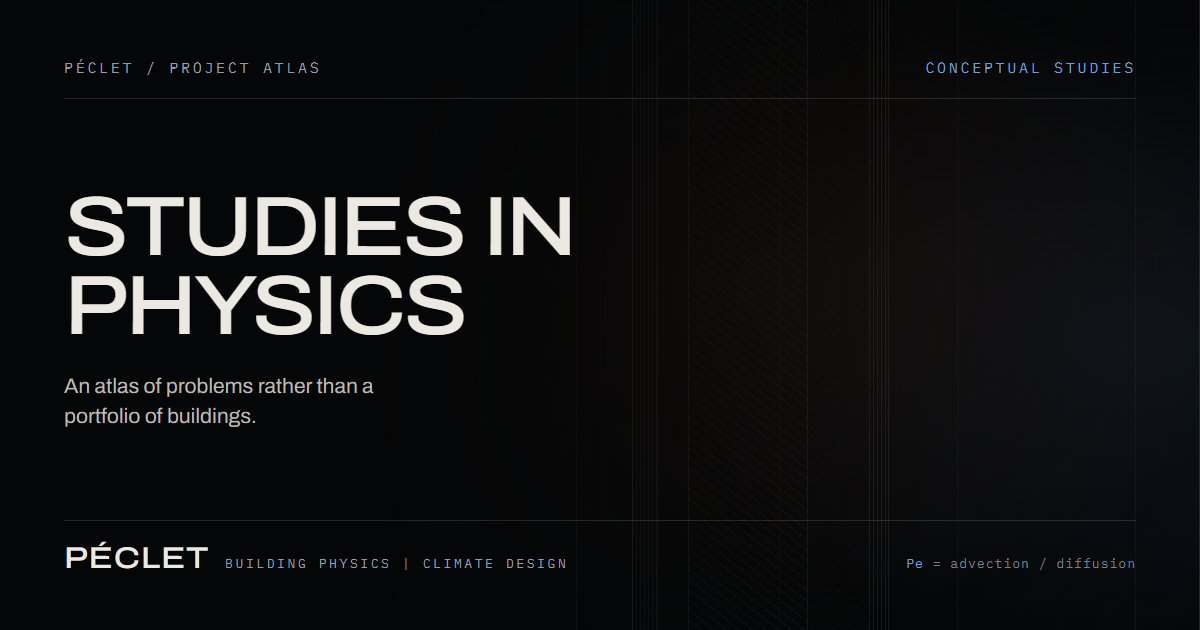 PÉCLET / PROJECT ATLAS
CONCEPTUAL STUDIES
STUDIES IN
PHYSICS
An atlas of problems rather than a
portfolio of buildings.
PÉCLET BUILDING PHYSICS | CLIMATE DESIGN
Pe = advection / diffusion